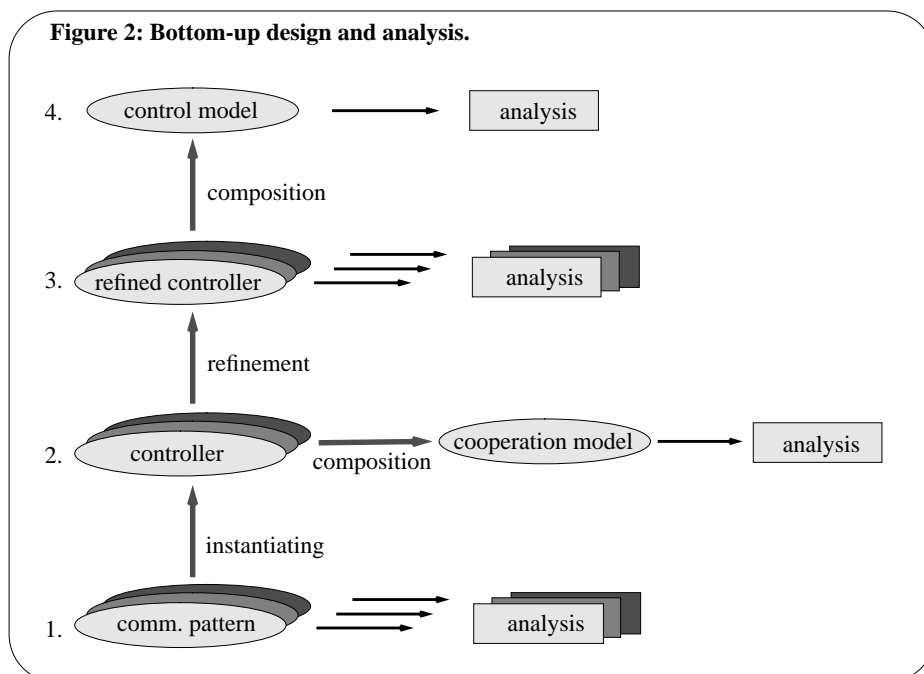 Figure 2: Bottom-up design and analysis.
4. control model analysis
composition
3. refined controller analysis
refinement
2. controller composition cooperation model analysis
instantiating
1. comm. pattern analysis